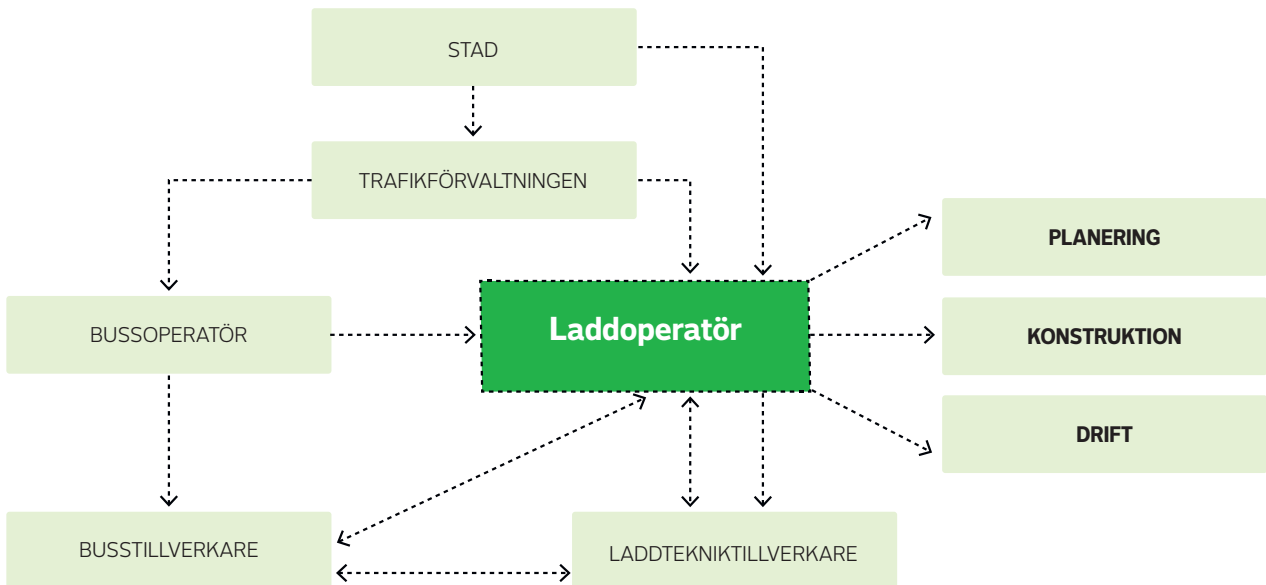 STAD
TRAFIKFÖRVALTNINGEN
PLANERING
BUSSOPERATÖR
Laddoperatör
KONSTRUKTION
DRIFT
BUSSTILLVERKARE
LADDTEKNIKTILLVERKARE